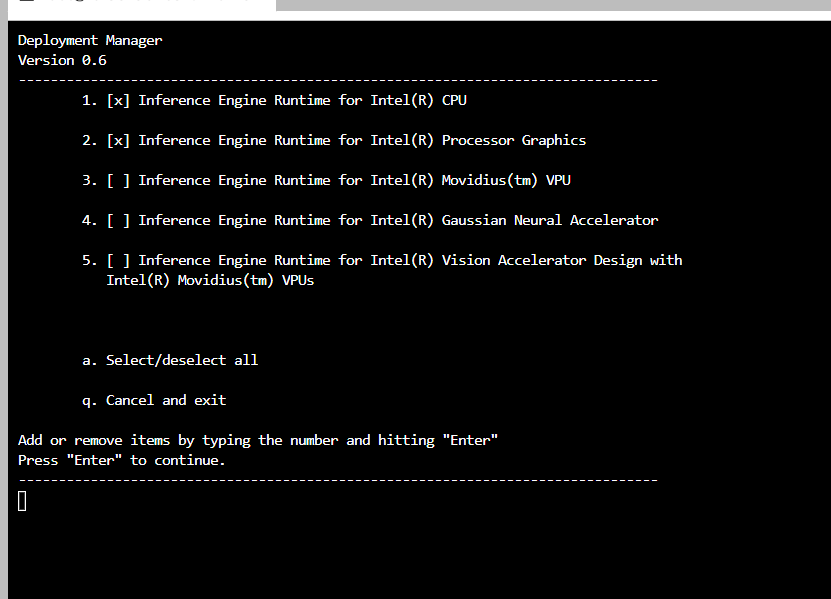 Deployment Manager
Version 0.6
--------------------------------------------------------------------------------
1. [x] Inference Engine Runtime for Intel(R) CPU
2. [x] Inference Engine Runtime for Intel(R) Processor Graphics
3. [ ] Inference Engine Runtime for Intel(R) Movidius(tm) VPU
4. [ ] Inference Engine Runtime for Intel(R) Gaussian Neural Accelerator
5. [ ] Inference Engine Runtime for Intel(R) Vision Accelerator Design with
Intel(R) Movidius(tm) VPUs
a. Select/deselect all
q. Cancel and exit
Add or remove items by typing the number and hitting "Enter"
Press "Enter" to continue.
--------------------------------------------------------------------------------